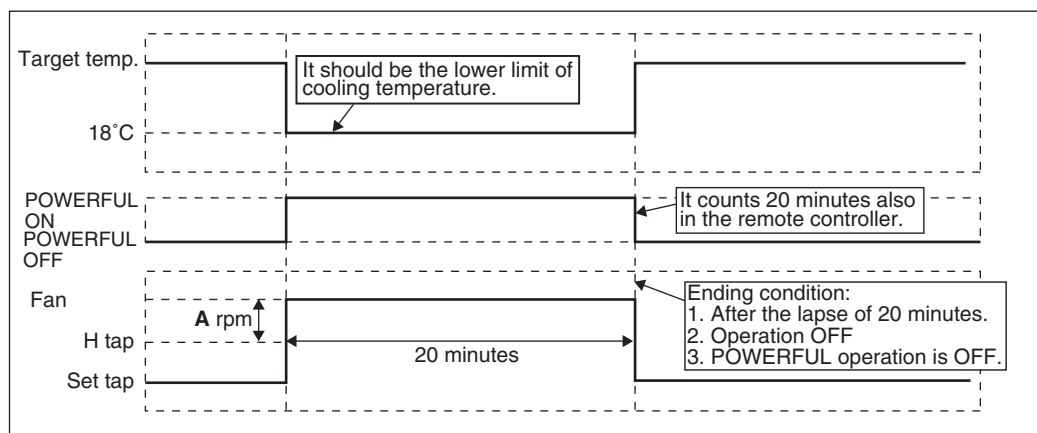 Target temp.
It should be the lower limit of
cooling temperature.
18˚C
POWERFUL
ON
POWERFUL
OFF
It counts 20 minutes also
in the remote controller.
Fan
A rpm
H tap
20 minutes
Set tap
Ending condition:
1. After the lapse of 20 minutes.
2. Operation OFF
3. POWERFUL operation is OFF.